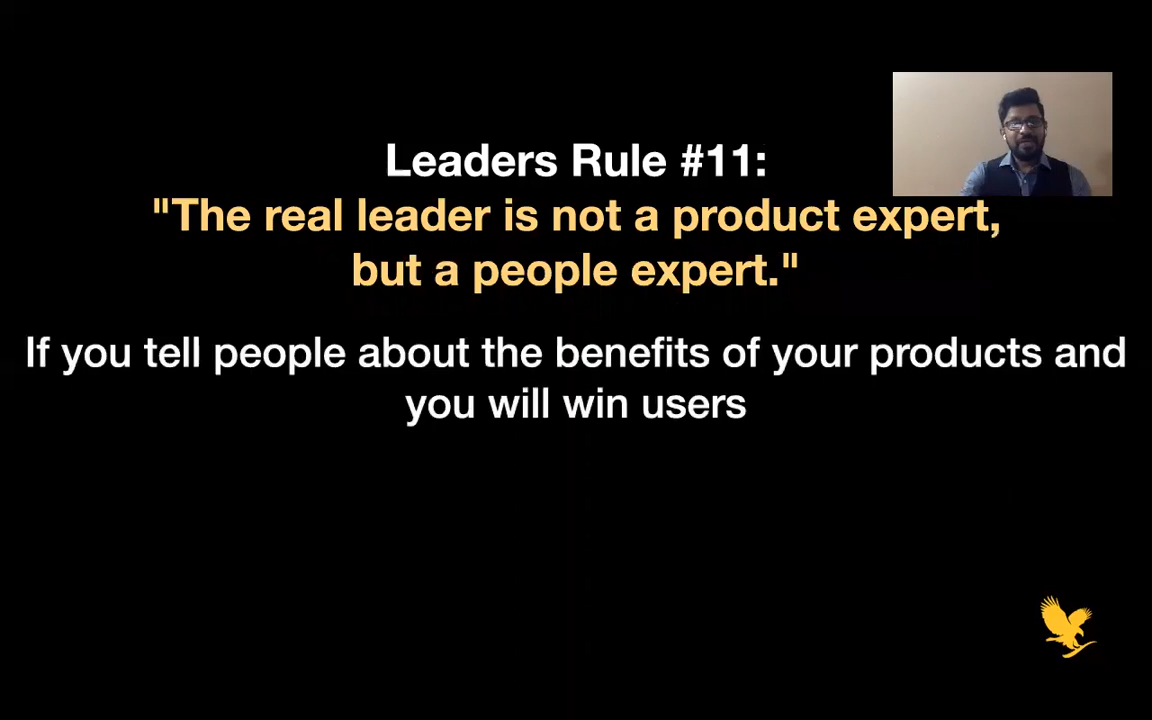 Leaders Rule #11:
"The real leader is not a product expert,
but a people expert."
If you tell people about the benefits of your products and
you will win users